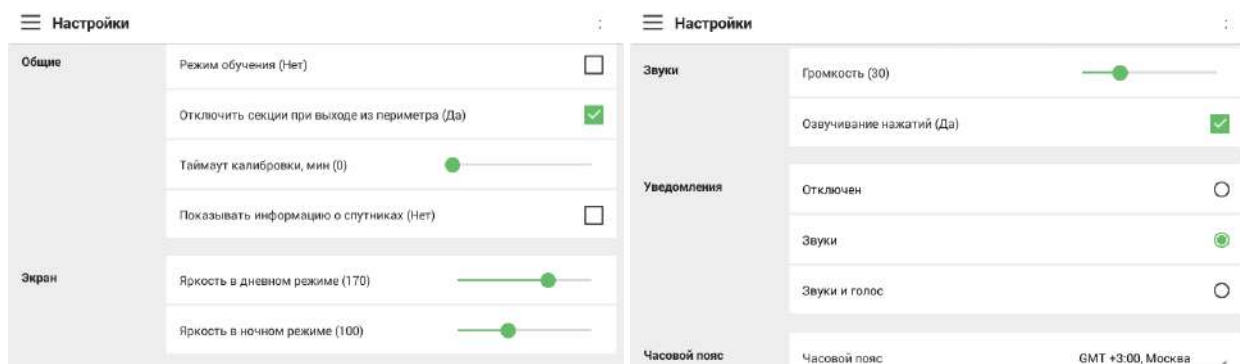 Настройки
Общие
Режим обучения (Нет)
Отключить секции при выходе из периметра (Да)
Таймаут калибровки, мин (0)
Показывать информацию о спутниках (Нет)
Экран
Яркость в дневном режиме (170)
Яркость в ночном режиме (100)
Настройки
Звуки
Громкость (30)
Озвучивание нажатий (Да)
Уведомления
Отключен
Звуки
Звуки и голос
Часовой пояс
Часовой пояс
GMT +3:00, Москва